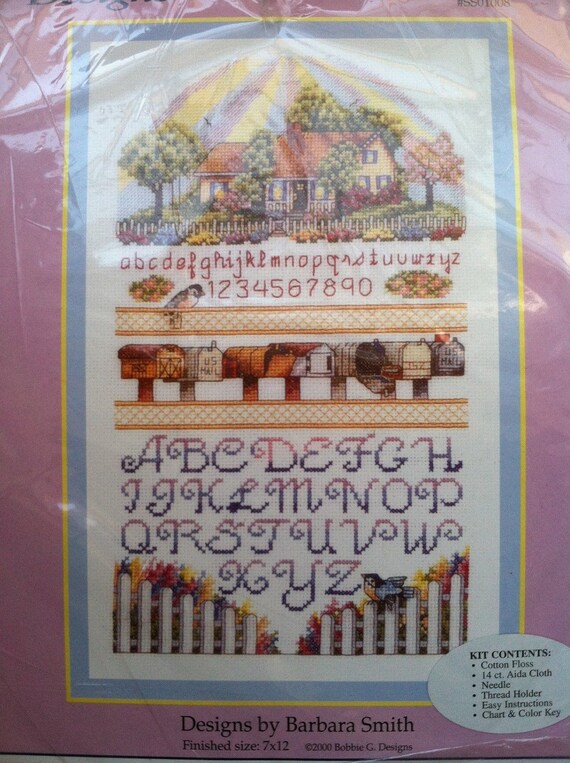 Designs
#SS01008
abcdefghijklmnopqrstuvwxyz
1234567890
ABCDEFGH
IJKLMNOP
QRSTUVW
XYZ
KIT CONTENTS:
• Cotton Floss
• 14 ct. Aida Cloth
• Needle
• Thread Holder
• Easy Instructions
• Chart & Color Key
Designs by Barbara Smith
Finished size: 7x12 ©2000 Bobbie G. Designs